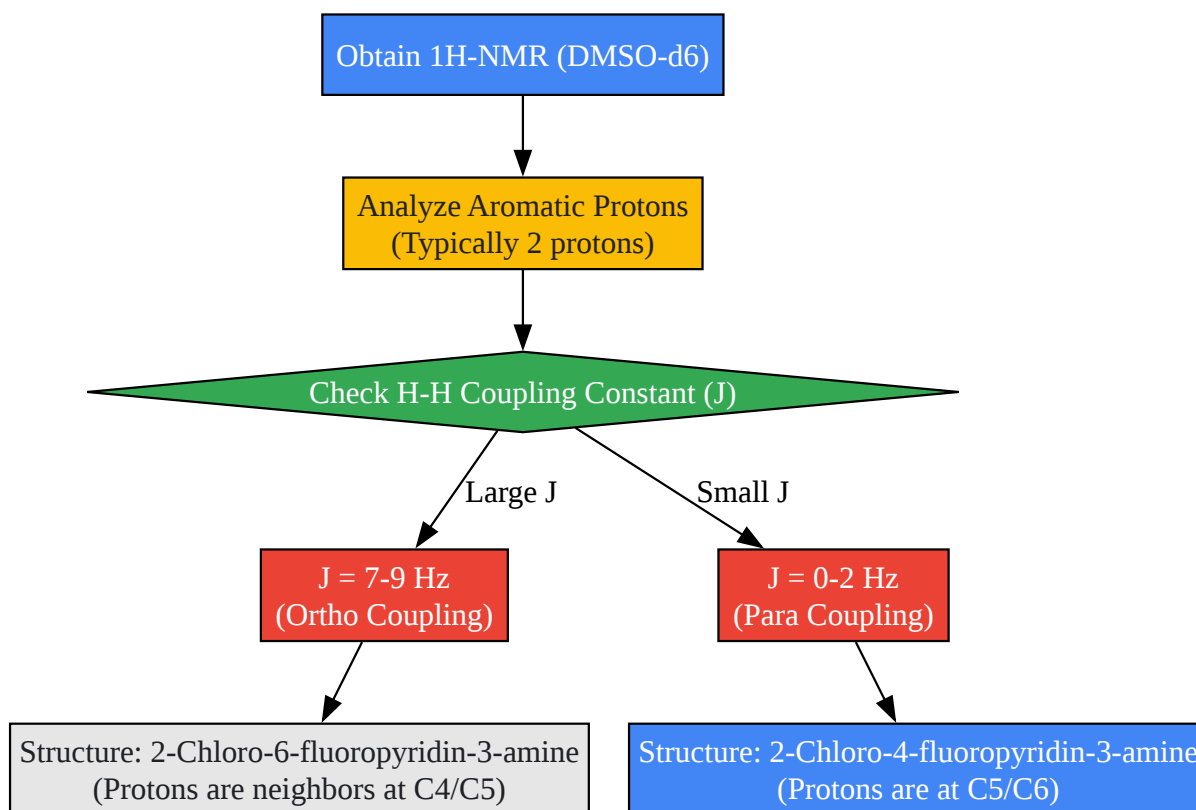 Obtain 1H-NMR (DMSO-d6)
Analyze Aromatic Protons
(Typically 2 protons)
Check H-H Coupling Constant (J)
Large J
Small J
J = 7-9 Hz
(Ortho Coupling)
J = 0-2 Hz
(Para Coupling)
Structure: 2-Chloro-6-fluoropyridin-3-amine
(Protons are neighbors at C4/C5)
Structure: 2-Chloro-4-fluoropyridin-3-amine
(Protons are at C5/C6)